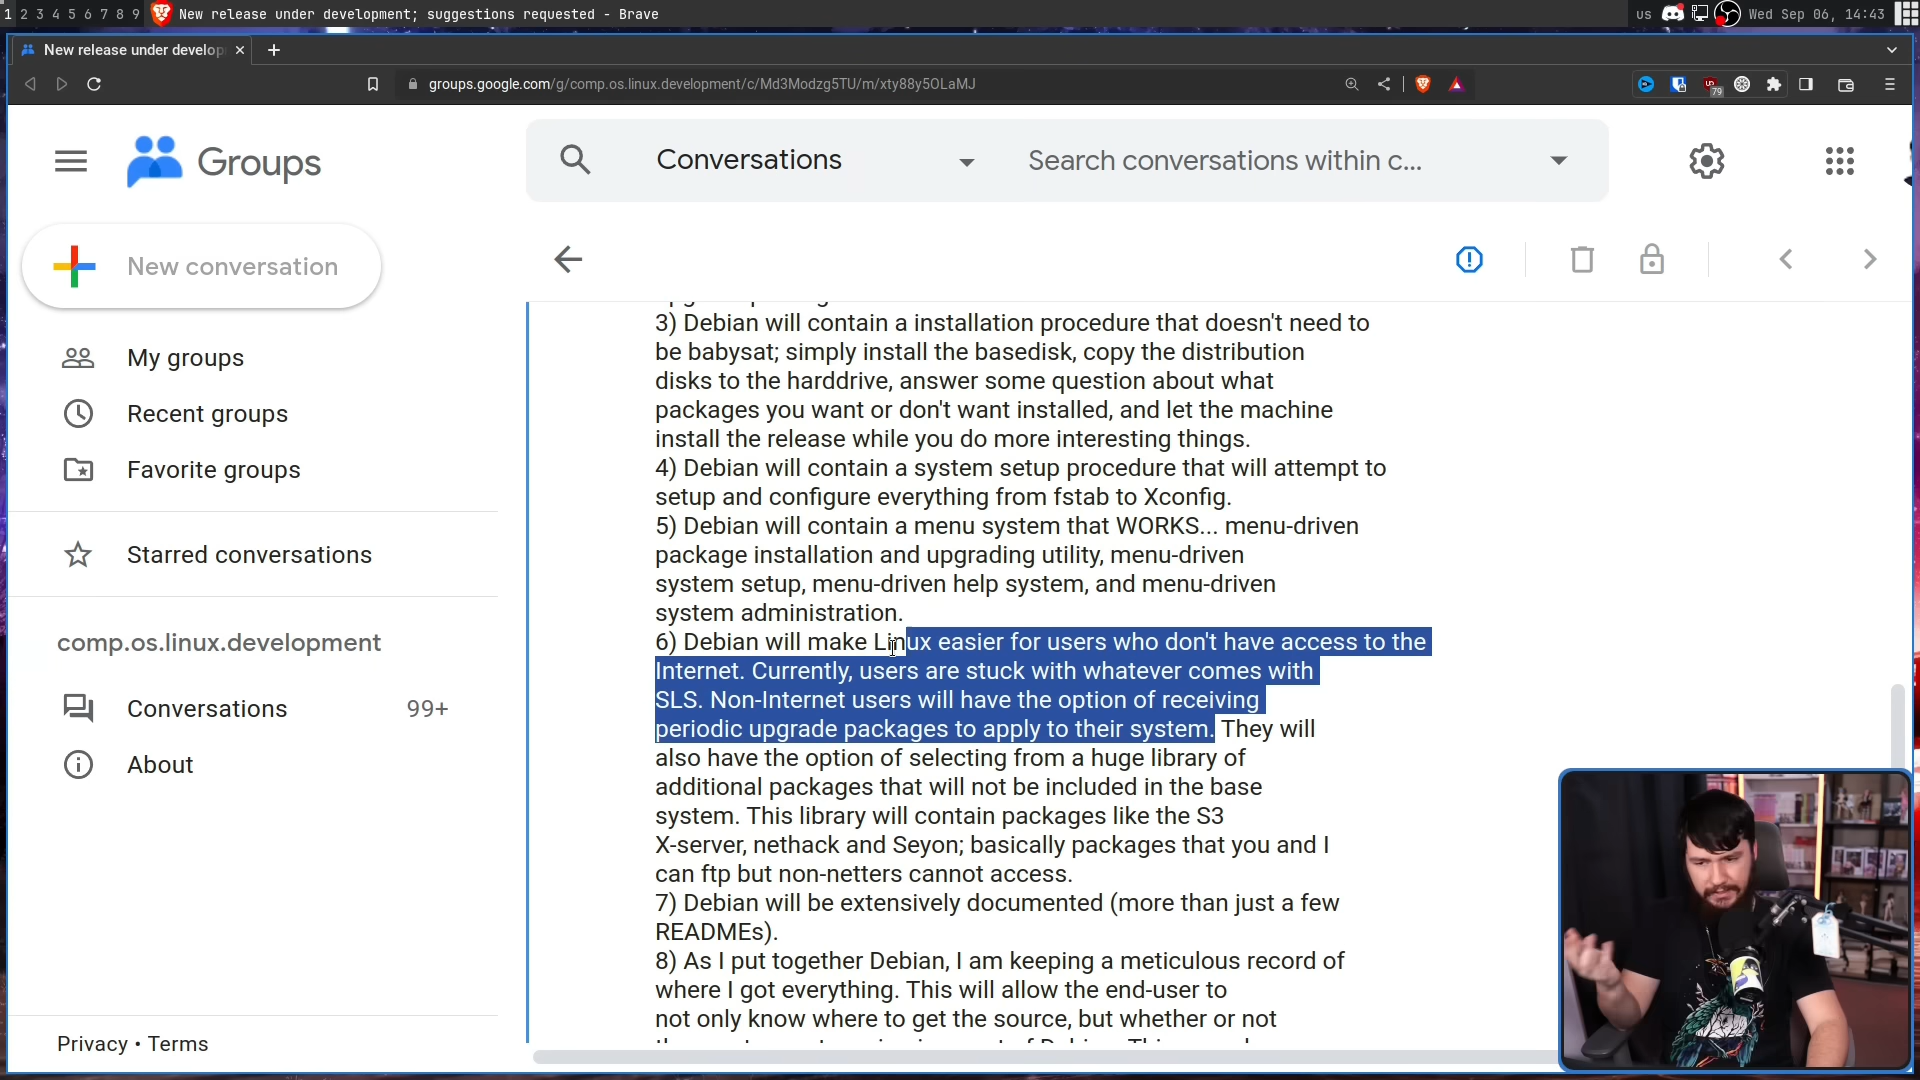 1 2 3 4 5 6 7 8 9 New release under development; suggestions requested - Brave us Wed Sep 06, 14:43
New release under develop
groups.google.com/g/comp.os.linux.development/c/Md3Modzg5TU/m/xty88y5OLaMJ
79
Groups
Conversations
Search conversations within c...
New conversation
My groups
Recent groups
Favorite groups
Starred conversations
comp.os.linux.development
Conversations 99+
About
Privacy • Terms
3) Debian will contain a installation procedure that doesn't need to
be babysat; simply install the basedisk, copy the distribution
disks to the harddrive, answer some question about what
packages you want or don't want installed, and let the machine
install the release while you do more interesting things.
4) Debian will contain a system setup procedure that will attempt to
setup and configure everything from fstab to Xconfig.
5) Debian will contain a menu system that WORKS... menu-driven
package installation and upgrading utility, menu-driven
system setup, menu-driven help system, and menu-driven
system administration.
6) Debian will make Linux easier for users who don't have access to the
Internet. Currently, users are stuck with whatever comes with
SLS. Non-Internet users will have the option of receiving
periodic upgrade packages to apply to their system. They will
also have the option of selecting from a huge library of
additional packages that will not be included in the base
system. This library will contain packages like the S3
X-server, nethack and Seyon; basically packages that you and I
can ftp but non-netters cannot access.
7) Debian will be extensively documented (more than just a few
READMEs).
8) As I put together Debian, I am keeping a meticulous record of
where I got everything. This will allow the end-user to
not only know where to get the source, but whether or not